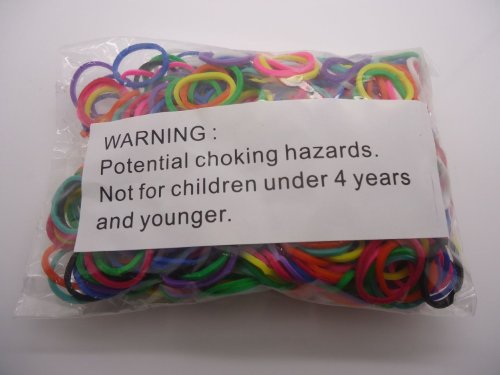 WARNING :
Potential choking hazards.
Not for children under 4 years
and younger.